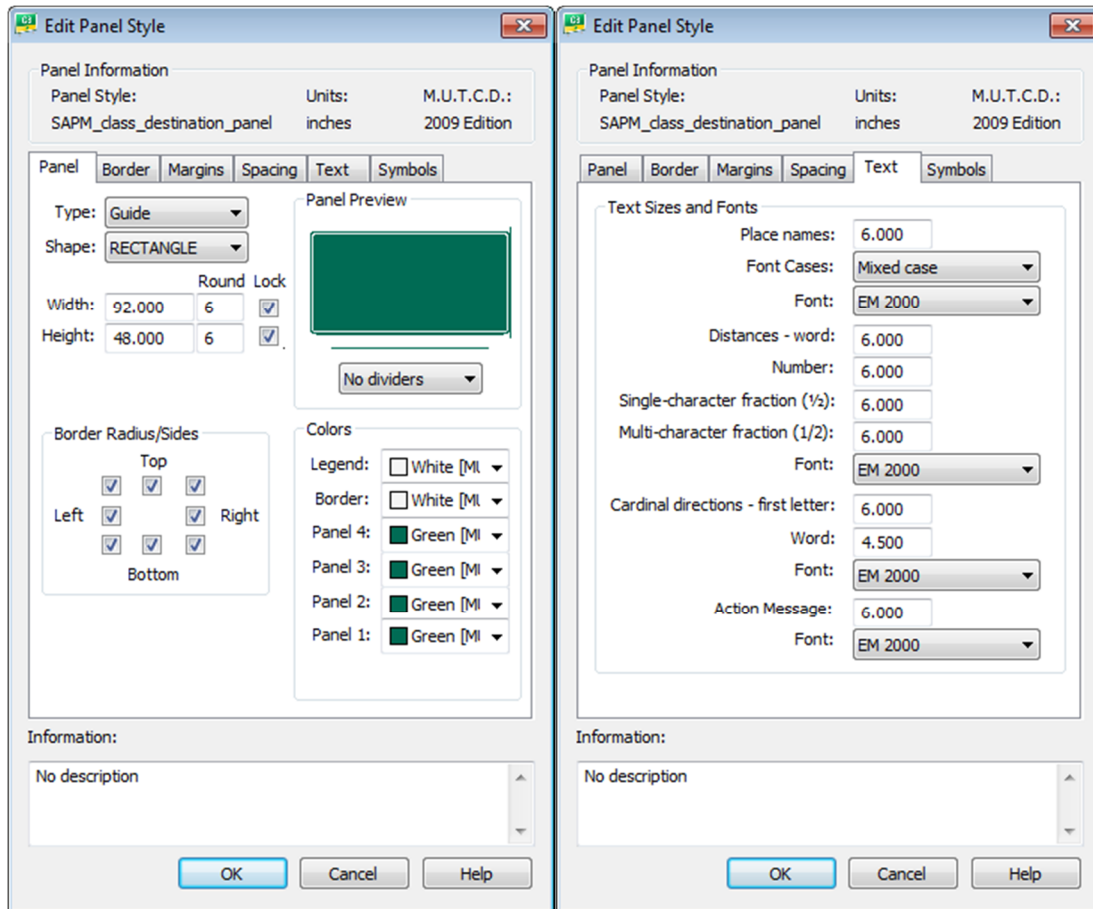 Edit Panel Style
Panel Information
Panel Style: Units: M.U.T.C.D.:
SAPM_class_destination_panel inches 2009 Edition
Panel Border Margins Spacing Text Symbols
Type: Guide
Shape: RECTANGLE
Round Lock
Width: 92.000 6
Height: 48.000 6
Panel Preview
No dividers
Border Radius/Sides
Top
Left Right
Bottom
Colors
Legend: White [MU
Border: White [MU
Panel 4: Green [MU
Panel 3: Green [MU
Panel 2: Green [MU
Panel 1: Green [MU
Information:
No description
OK Cancel Help
Edit Panel Style
Panel Information
Panel Style: Units: M.U.T.C.D.:
SAPM_class_destination_panel inches 2009 Edition
Panel Border Margins Spacing Text Symbols
Text Sizes and Fonts
Place names: 6.000
Font Cases: Mixed case
Font: EM 2000
Distances - word: 6.000
Number: 6.000
Single-character fraction (½): 6.000
Multi-character fraction (1/2): 6.000
Font: EM 2000
Cardinal directions - first letter: 6.000
Word: 4.500
Font: EM 2000
Action Message: 6.000
Font: EM 2000
Information:
No description
OK Cancel Help